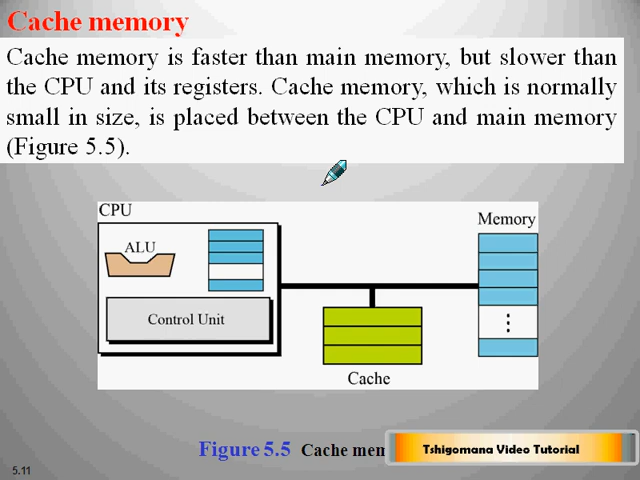 Cache memory
Cache memory is faster than main memory, but slower than
the CPU and its registers. Cache memory, which is normally
small in size, is placed between the CPU and main memory
(Figure 5.5).
CPU
Memory
ALU
Control Unit
Cache
Figure 5.5 Cache mem
Tshigomana Video Tutorial
5.11